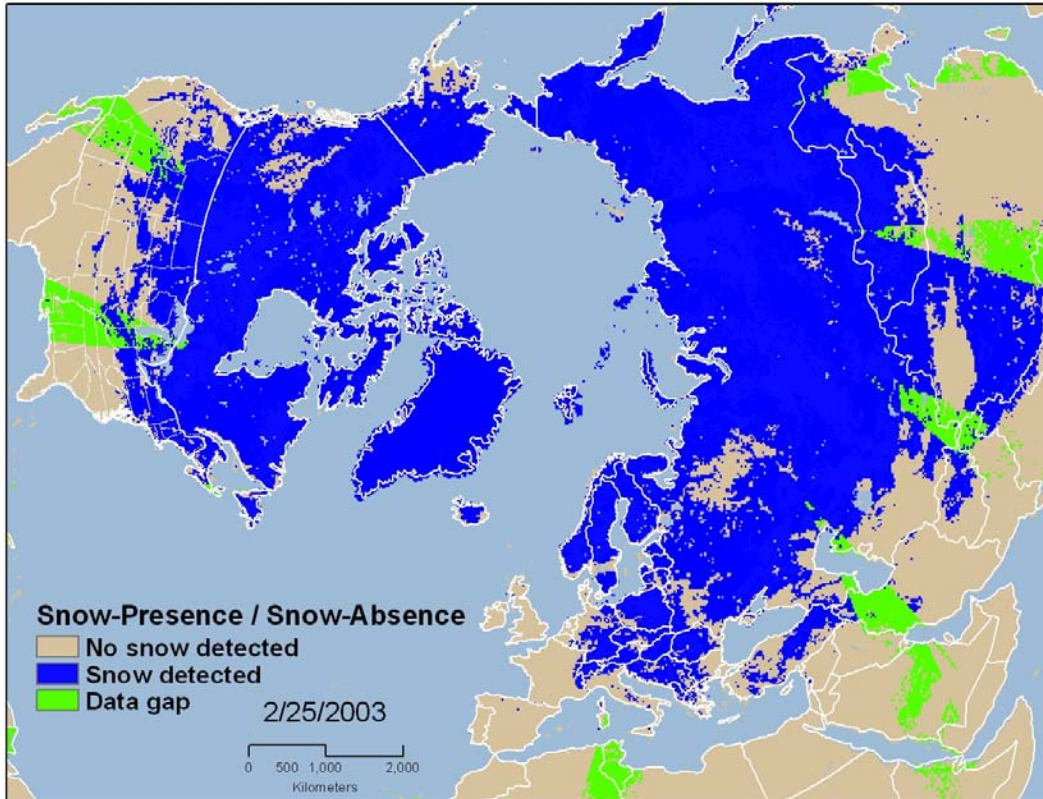 Snow-Presence / Snow-Absence
No snow detected
Snow detected
Data gap
2/25/2003
0 500 1,000 2,000
Kilometers